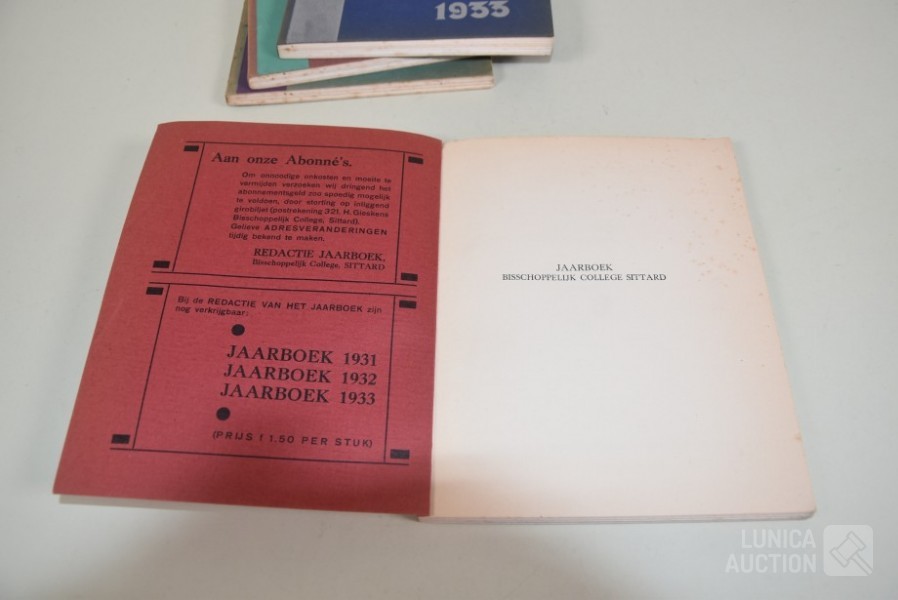 1933
Aan onze Abonné's.
Om onnoodige onkosten en moeite te
vermijden verzoeken wij dringend het
abonnementsgeld zoo spoedig mogelijk
te voldoen, door storting op inliggend
girobiljet (postrekening 321, H. Gieskens
Bisschoppelijk College, Sittard).
Gelieve ADRESVERANDERINGEN
tijdig bekend te maken.
REDACTIE JAARBOEK,
Bisschoppelijk College, SITTARD
Bij de REDACTIE VAN HET JAARBOEK zijn
nog verkrijgbaar:
JAARBOEK 1931
JAARBOEK 1932
JAARBOEK 1933
(PRIJS f 1.50 PER STUK)
JAARBOEK
BISSCHOPPELIJK COLLEGE SITTARD
LUNICA
AUCTION